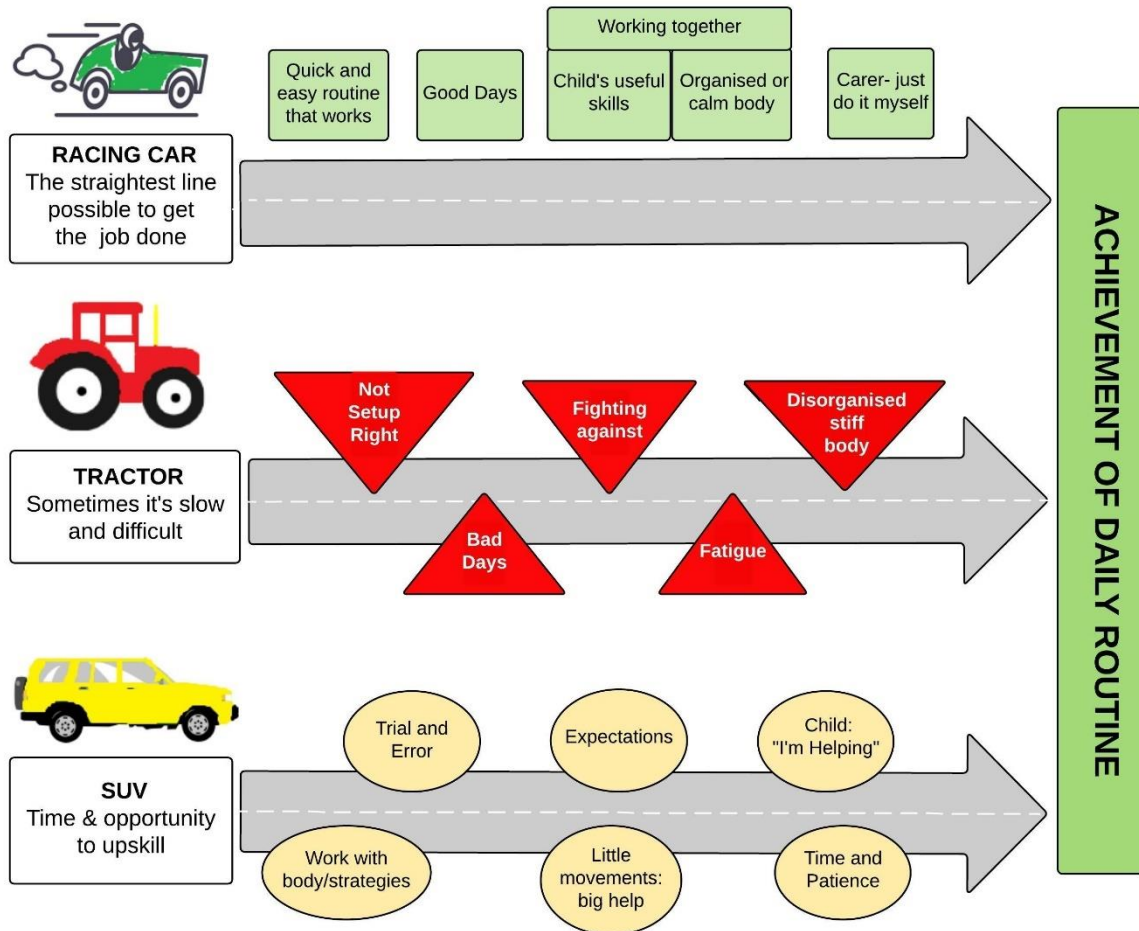 Working together
Quick and
easy routine
that works
Good Days
Child's useful
skills
Organised or
calm body
Carer- just
do it myself
RACING CAR
The straightest line
possible to get
the job done
Not
Setup
Right
Fighting
against
Disorganised
stiff
body
TRACTOR
Sometimes it's slow
and difficult
Bad
Days
Fatigue
Trial and
Error
Expectations
Child:
"I'm Helping"
SUV
Time & opportunity
to upskill
Work with
body/strategies
Little
movements:
big help
Time and
Patience
ACHIEVEMENT OF DAILY ROUTINE